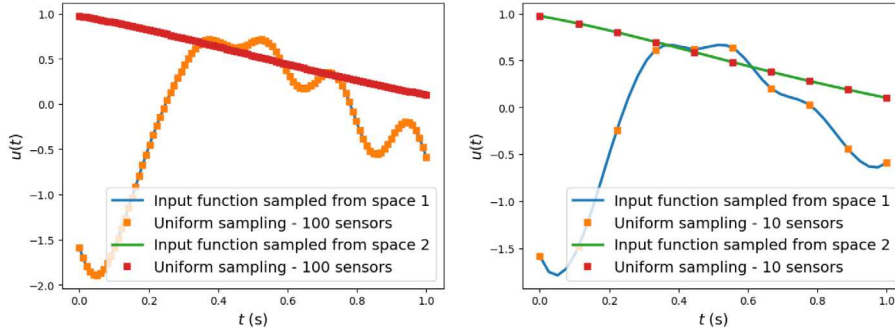 1.0
0.5
0.0
-0.5
-1.0
-1.5
-2.0
u(t)
Input function sampled from space 1
Uniform sampling - 100 sensors
Input function sampled from space 2
Uniform sampling - 100 sensors
0.0 0.2 0.4 0.6 0.8 1.0
t (s)
1.0
0.5
0.0
-0.5
-1.0
-1.5
u(t)
Input function sampled from space 1
Uniform sampling - 10 sensors
Input function sampled from space 2
Uniform sampling - 10 sensors
0.0 0.2 0.4 0.6 0.8 1.0
t (s)